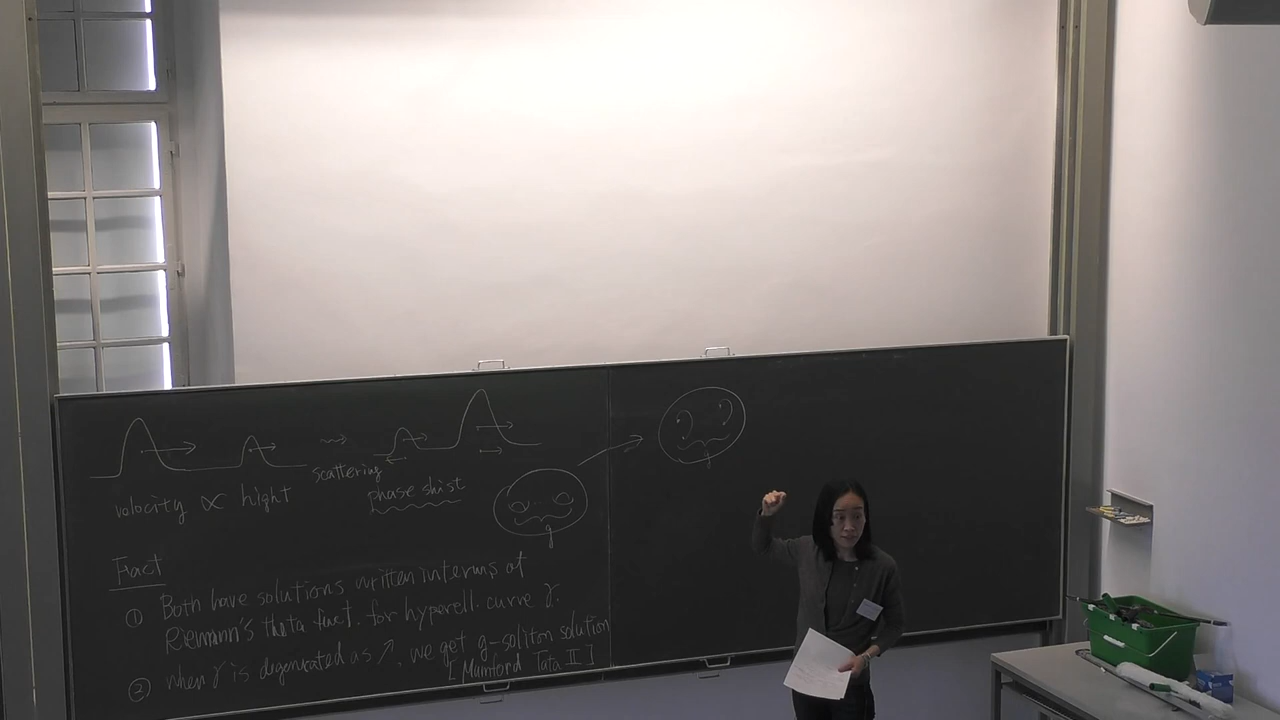 velocity ∝ hight
scattering
phase shist
g
g
Fact
① Both have solutions written interms of
Riemann's theta funct. for hyperell. curve γ.
② when γ is degenerated as ↗, we get g-soliton solution
[Mumford Tata II]